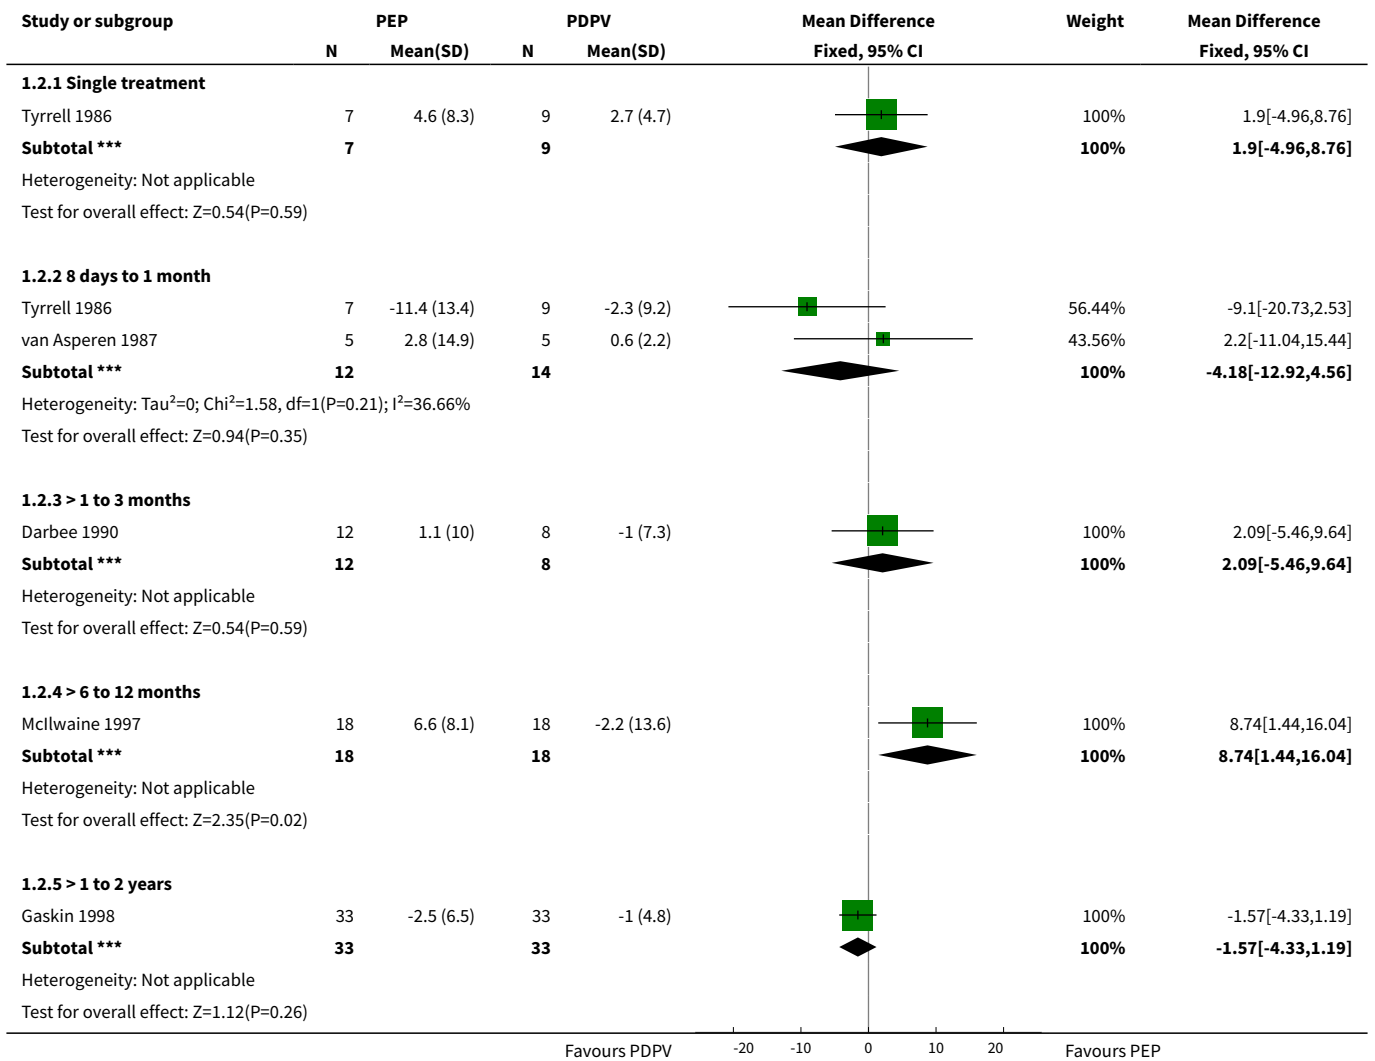 Study or subgroup PEP PDPV Mean Difference Weight Mean Difference
N Mean(SD) N Mean(SD) Fixed, 95% CI Fixed, 95% CI
1.2.1 Single treatment
Tyrrell 1986 7 4.6 (8.3) 9 2.7 (4.7) 100% 1.9[-4.96,8.76]
Subtotal *** 7 9 100% 1.9[-4.96,8.76]
Heterogeneity: Not applicable
Test for overall effect: Z=0.54(P=0.59)
1.2.2 8 days to 1 month
Tyrrell 1986 7 -11.4 (13.4) 9 -2.3 (9.2) 56.44% -9.1[-20.73,2.53]
van Asperen 1987 5 2.8 (14.9) 5 0.6 (2.2) 43.56% 2.2[-11.04,15.44]
Subtotal *** 12 14 100% -4.18[-12.92,4.56]
Heterogeneity: Tau²=0; Chi²=1.58, df=1(P=0.21); I²=36.66%
Test for overall effect: Z=0.94(P=0.35)
1.2.3 > 1 to 3 months
Darbee 1990 12 1.1 (10) 8 -1 (7.3) 100% 2.09[-5.46,9.64]
Subtotal *** 12 8 100% 2.09[-5.46,9.64]
Heterogeneity: Not applicable
Test for overall effect: Z=0.54(P=0.59)
1.2.4 > 6 to 12 months
McIlwaine 1997 18 6.6 (8.1) 18 -2.2 (13.6) 100% 8.74[1.44,16.04]
Subtotal *** 18 18 100% 8.74[1.44,16.04]
Heterogeneity: Not applicable
Test for overall effect: Z=2.35(P=0.02)
1.2.5 > 1 to 2 years
Gaskin 1998 33 -2.5 (6.5) 33 -1 (4.8) 100% -1.57[-4.33,1.19]
Subtotal *** 33 33 100% -1.57[-4.33,1.19]
Heterogeneity: Not applicable
Test for overall effect: Z=1.12(P=0.26)
Favours PDPV -20 -10 0 10 20 Favours PEP